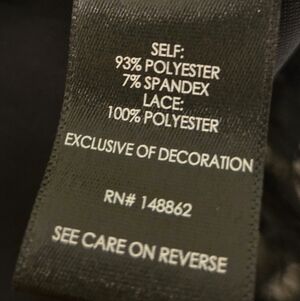 SELF:
93% POLYESTER
7% SPANDEX
LACE:
100% POLYESTER
EXCLUSIVE OF DECORATION
RN# 148862
SEE CARE ON REVERSE